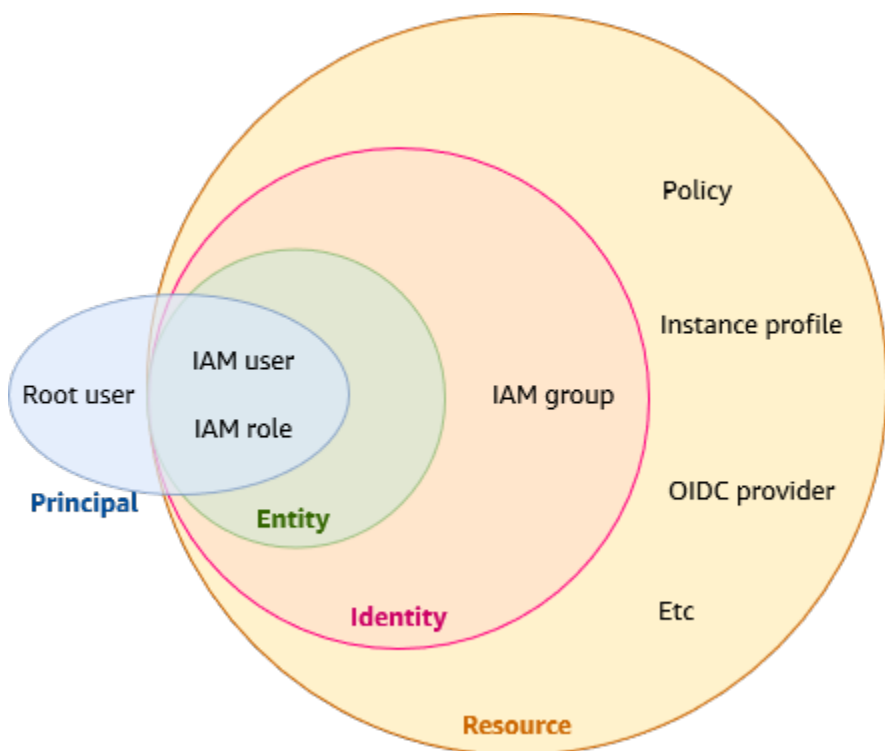 Policy
Instance profile
IAM user
Root user
IAM group
IAM role
OIDC provider
Principal
Entity
Etc
Identity
Resource